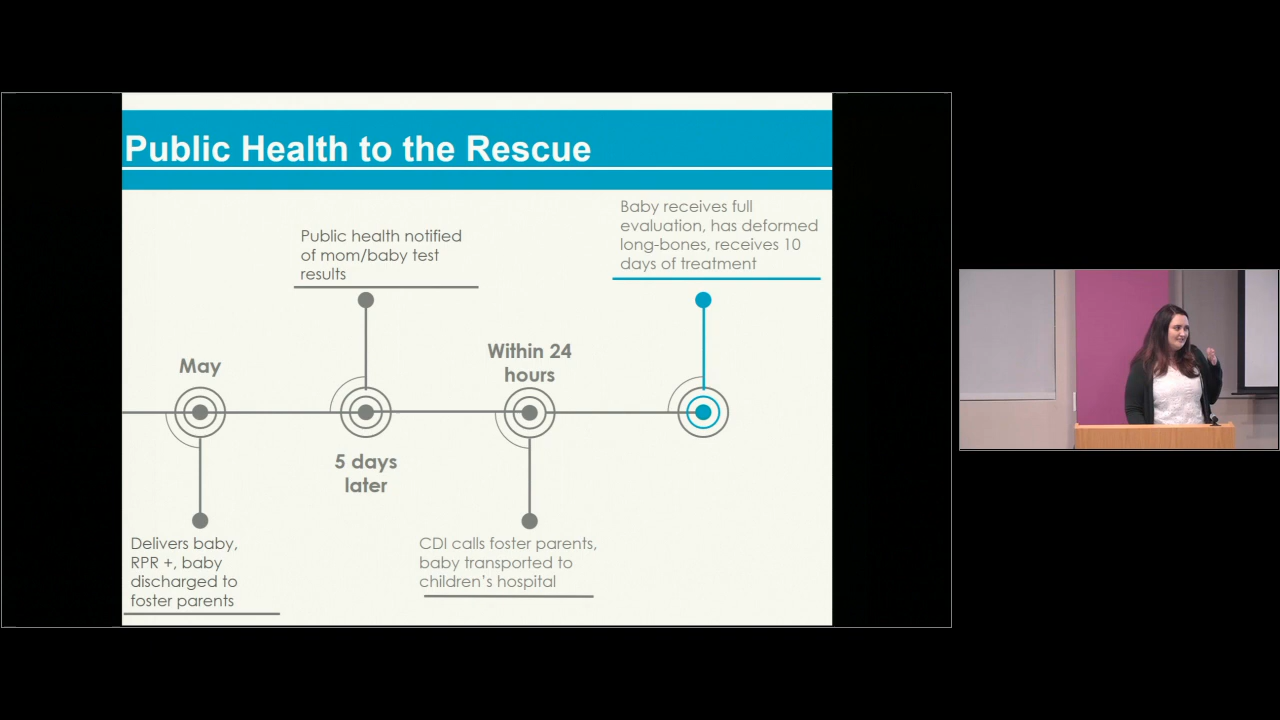 Public Health to the Rescue
Baby receives full
evaluation, has deformed
long-bones, receives 10
days of treatment
Public health notified
of mom/baby test
results
May
Within 24
hours
5 days
later
Delivers baby,
RPR +, baby
discharged to
foster parents
CDI calls foster parents,
baby transported to
children's hospital